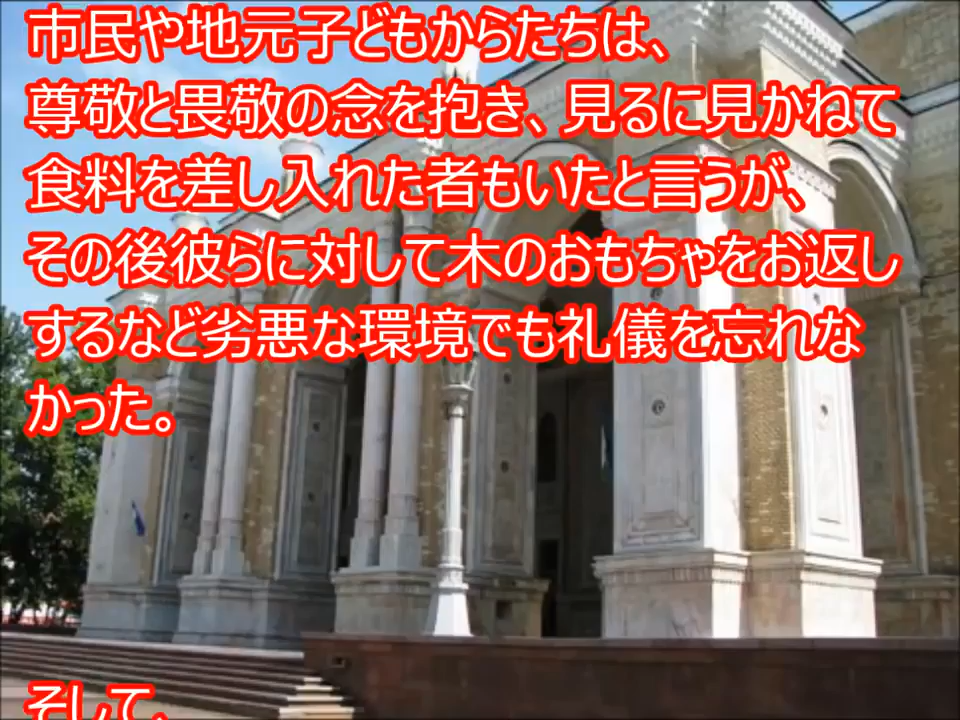 市民や地元子どもからたちは、
尊敬と畏敬の念を抱き、見るに見かねて
食料を差し入れた者もいたと言うが、
その後彼らに対して木のおもちゃをお返し
するなど劣悪な環境でも礼儀を忘れな
かった。
そして、